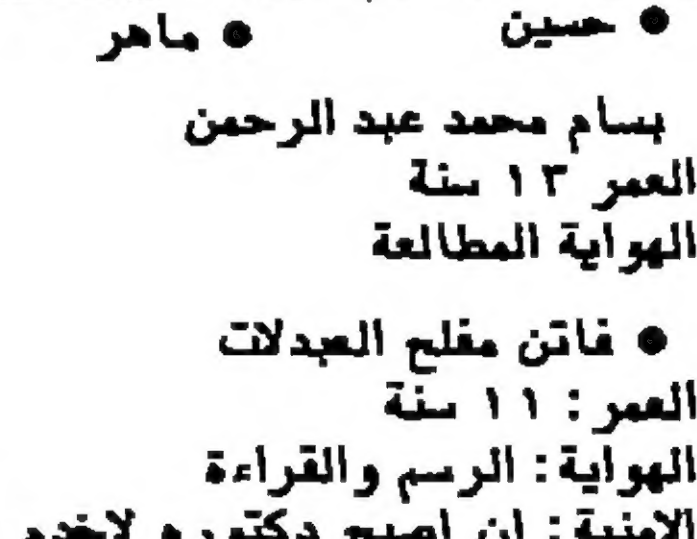 ● حسين ● ماهر
بسام محمد عبد الرحمن
العمر ١٣ سنة
الهواية المطالعة
● فاتن مفلح العبدلات
العمر : ١١ سنة
الهواية : الرسم والقراءة
الامنية : ان اصبح دكتوره لاخدم